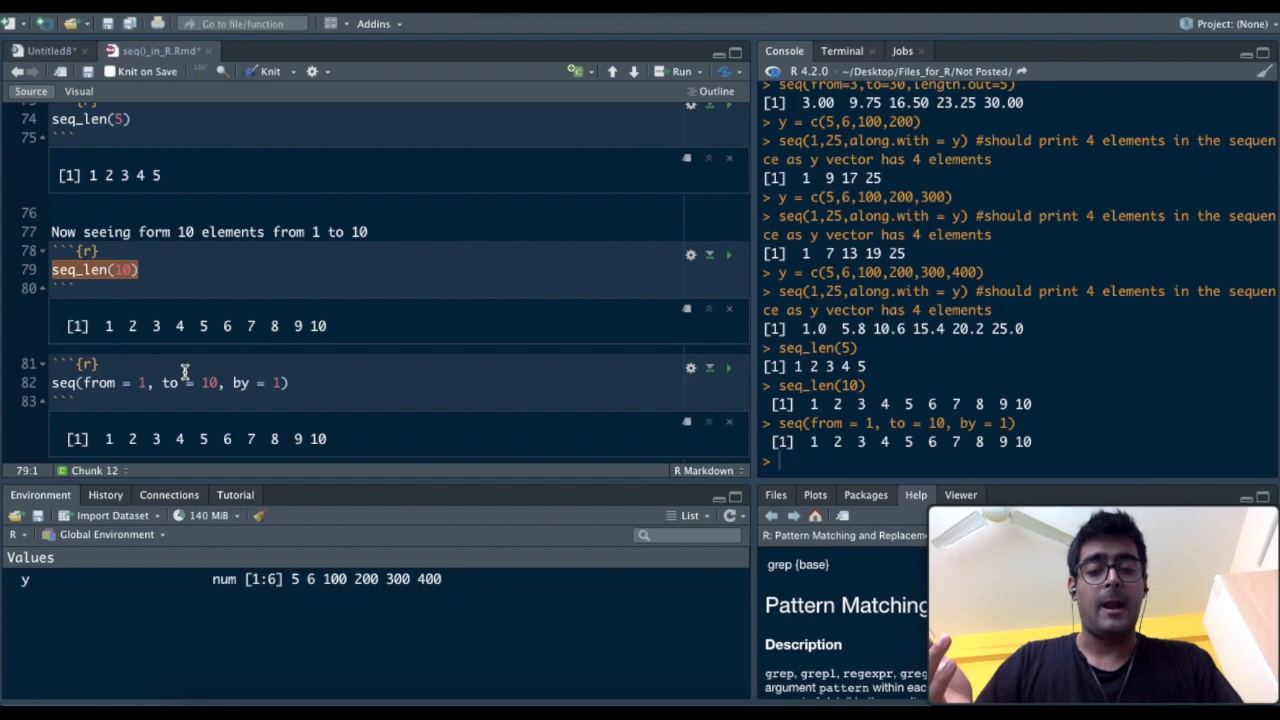 Go to file/function
Addins
Project: (None)
Untitled8*
seq()_in_R.Rmd*
Knit on Save
ABC
Knit
Run
Source
Visual
Outline
74 seq_len(5)
75 ```
[1] 1 2 3 4 5
76
77 Now seeing form 10 elements from 1 to 10
78 ```{r}
79 seq_len(10)
80 ```
[1] 1 2 3 4 5 6 7 8 9 10
81 ```{r}
82 seq(from = 1, to = 10, by = 1)
83 ```
[1] 1 2 3 4 5 6 7 8 9 10
79:1
Chunk 12
R Markdown
Console
Terminal
Jobs
R 4.2.0 · ~/Desktop/Files_for_R/Not Posted/
> seq(from=3,to=30,length.out=5)
[1] 3.00 9.75 16.50 23.25 30.00
> y = c(5,6,100,200)
> seq(1,25,along.with = y) #should print 4 elements in the sequen
ce as y vector has 4 elements
[1] 1 9 17 25
> y = c(5,6,100,200,300)
> seq(1,25,along.with = y) #should print 4 elements in the sequen
ce as y vector has 4 elements
[1] 1 7 13 19 25
> y = c(5,6,100,200,300,400)
> seq(1,25,along.with = y) #should print 4 elements in the sequen
ce as y vector has 4 elements
[1] 1.0 5.8 10.6 15.4 20.2 25.0
> seq_len(5)
[1] 1 2 3 4 5
> seq_len(10)
[1] 1 2 3 4 5 6 7 8 9 10
> seq(from = 1, to = 10, by = 1)
[1] 1 2 3 4 5 6 7 8 9 10
>
Environment
History
Connections
Tutorial
Import Dataset
140 MiB
List
R
Global Environment
Values
y num [1:6] 5 6 100 200 300 400
Files
Plots
Packages
Help
Viewer
R: Pattern Matching and Replacem
grep {base}
Pattern Matching
Description
grep, grepl, regexpr, greg
argument pattern within eac